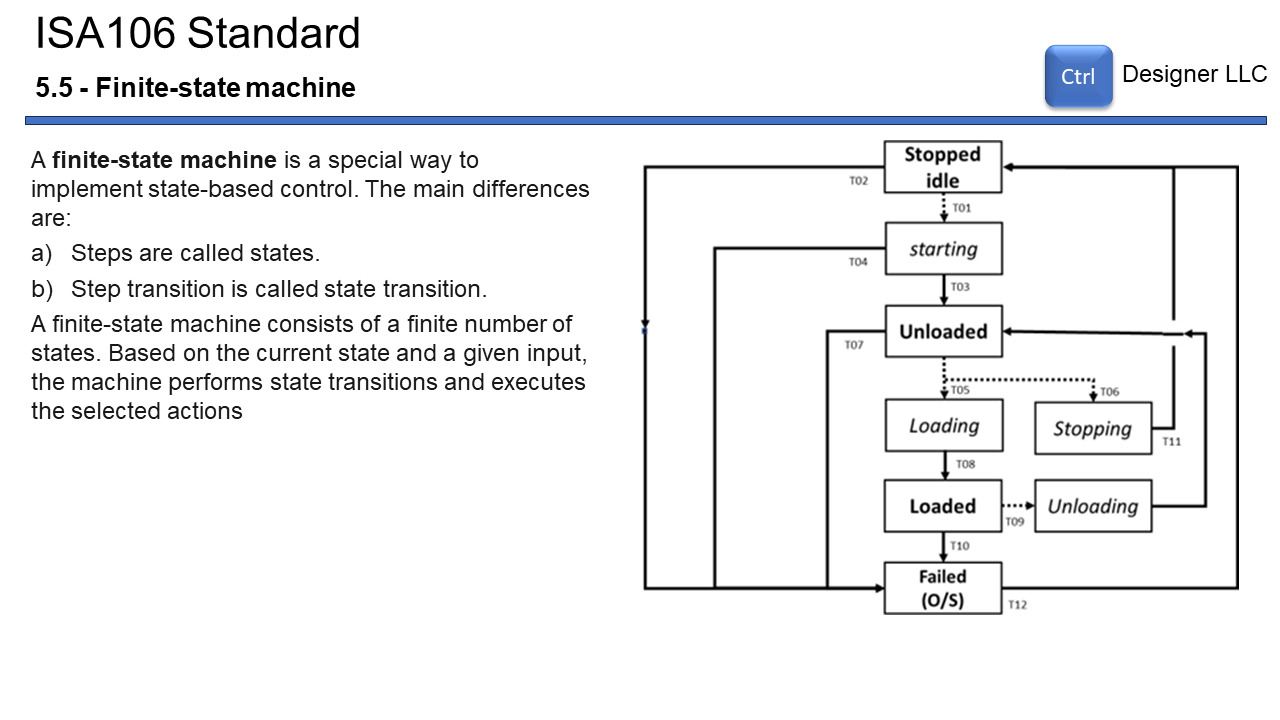 ISA106 Standard
5.5 - Finite-state machine
Ctrl
Designer LLC
A finite-state machine is a special way to
implement state-based control. The main differences
are:
a) Steps are called states.
b) Step transition is called state transition.
A finite-state machine consists of a finite number of
states. Based on the current state and a given input,
the machine performs state transitions and executes
the selected actions
Stopped
idle
T02
T01
starting
T04
T03
Unloaded
T07
T05
T06
Loading
Stopping
T11
T08
Loaded
Unloading
T09
T10
Failed
(O/S)
T12